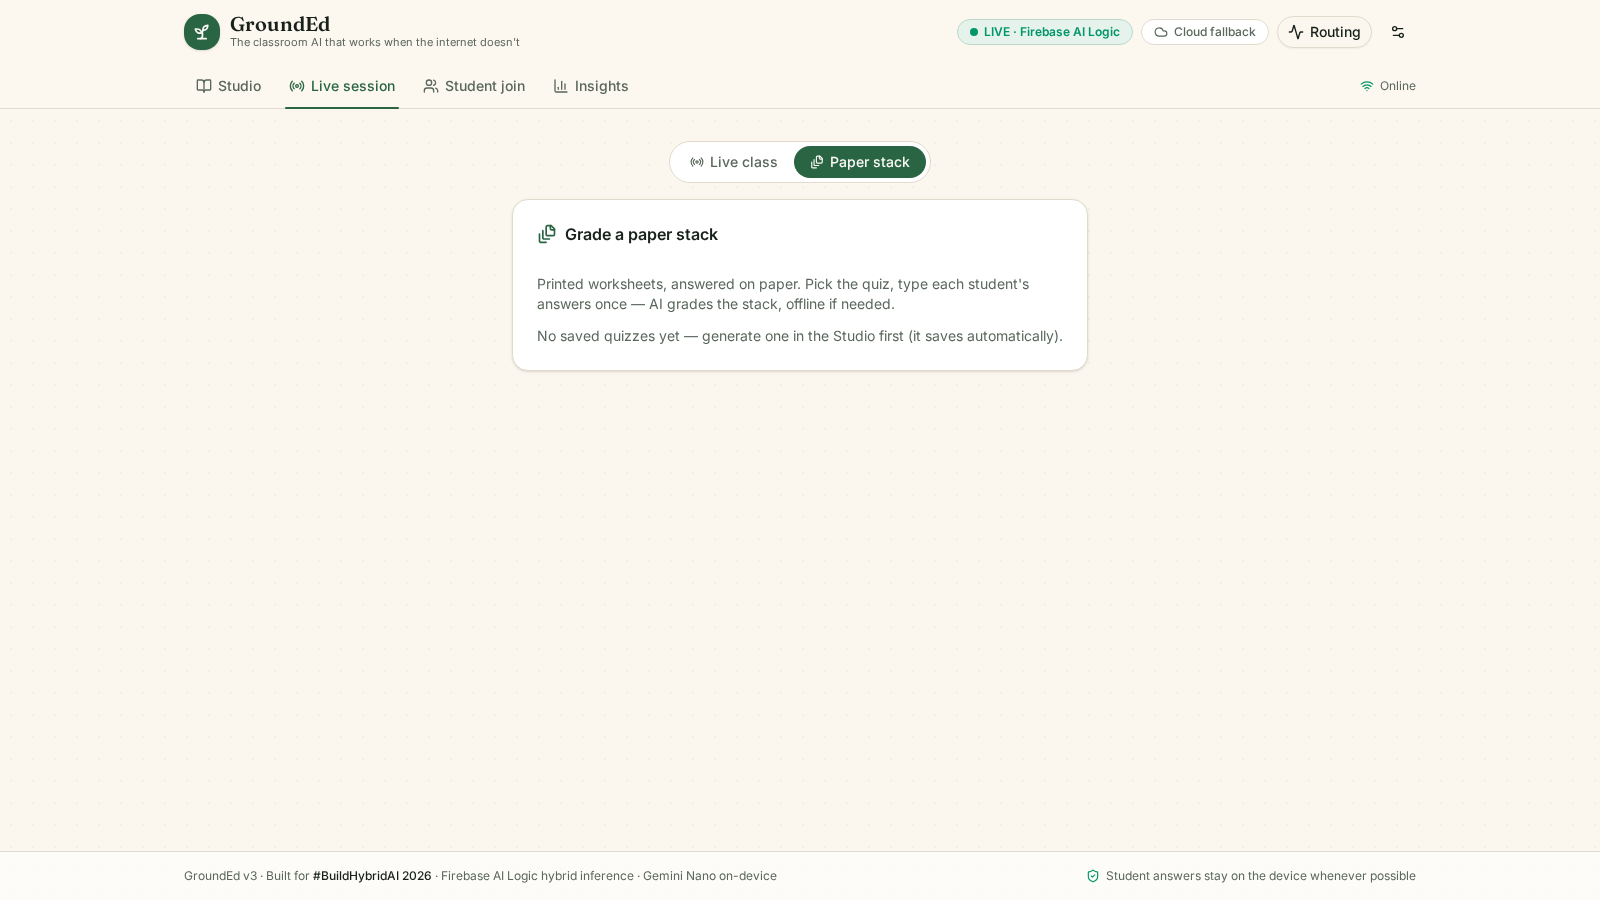 GroundEd
The classroom AI that works when the internet doesn't
LIVE · Firebase AI Logic
Cloud fallback
Routing
Studio
Live session
Student join
Insights
Online
Live class
Paper stack
Grade a paper stack
Printed worksheets, answered on paper. Pick the quiz, type each student's
answers once — AI grades the stack, offline if needed.
No saved quizzes yet — generate one in the Studio first (it saves automatically).
GroundEd v3 · Built for #BuildHybridAI 2026 · Firebase AI Logic hybrid inference · Gemini Nano on-device
Student answers stay on the device whenever possible